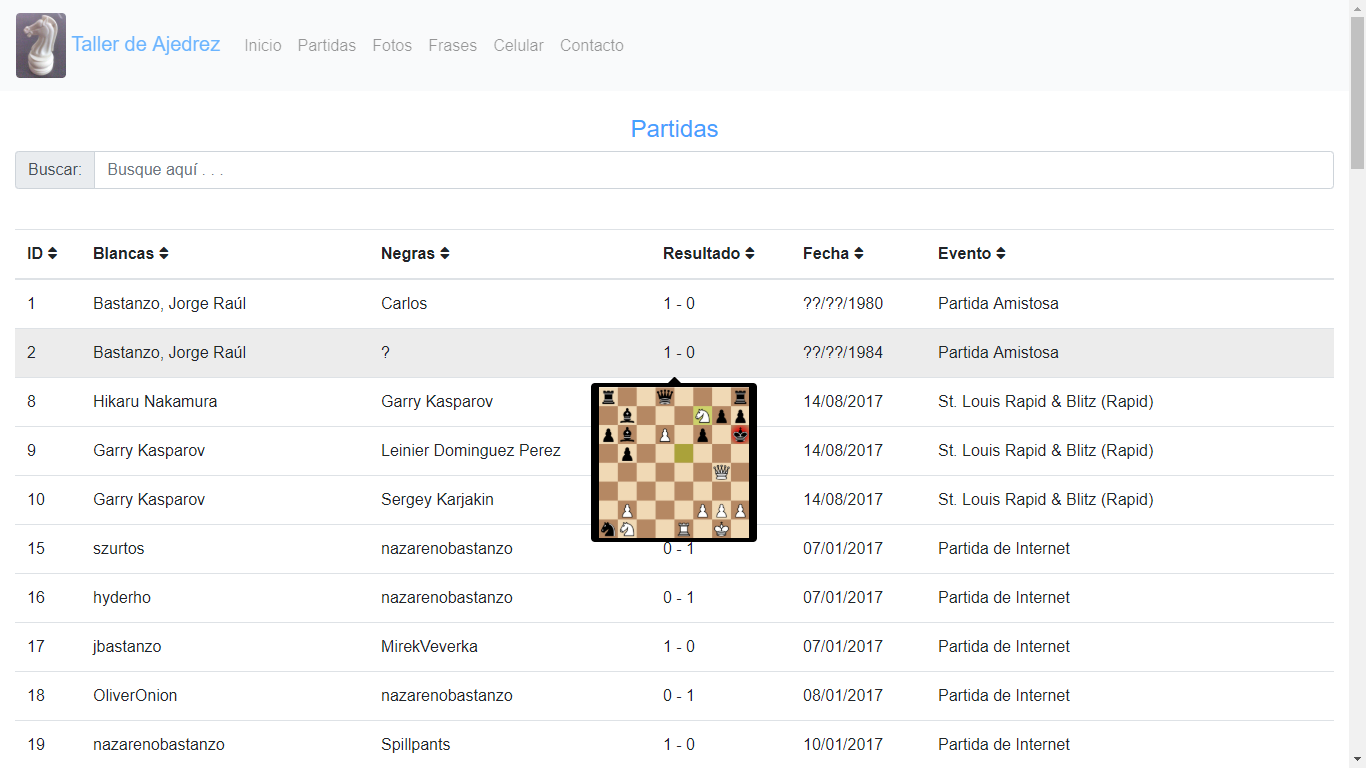 Taller de Ajedrez Inicio Partidas Fotos Frases Celular Contacto
Partidas
Buscar: Busque aquí . . .
ID Blancas Negras Resultado Fecha Evento
1 Bastanzo, Jorge Raúl Carlos 1 - 0 ??/??/1980 Partida Amistosa
2 Bastanzo, Jorge Raúl ? 1 - 0 ??/??/1984 Partida Amistosa
8 Hikaru Nakamura Garry Kasparov 14/08/2017 St. Louis Rapid & Blitz (Rapid)
9 Garry Kasparov Leinier Dominguez Perez 14/08/2017 St. Louis Rapid & Blitz (Rapid)
10 Garry Kasparov Sergey Karjakin 14/08/2017 St. Louis Rapid & Blitz (Rapid)
15 szurtos nazarenobastanzo 0 - 1 07/01/2017 Partida de Internet
16 hyderho nazarenobastanzo 0 - 1 07/01/2017 Partida de Internet
17 jbastanzo MirekVeverka 1 - 0 07/01/2017 Partida de Internet
18 OliverOnion nazarenobastanzo 0 - 1 08/01/2017 Partida de Internet
19 nazarenobastanzo Spillpants 1 - 0 10/01/2017 Partida de Internet